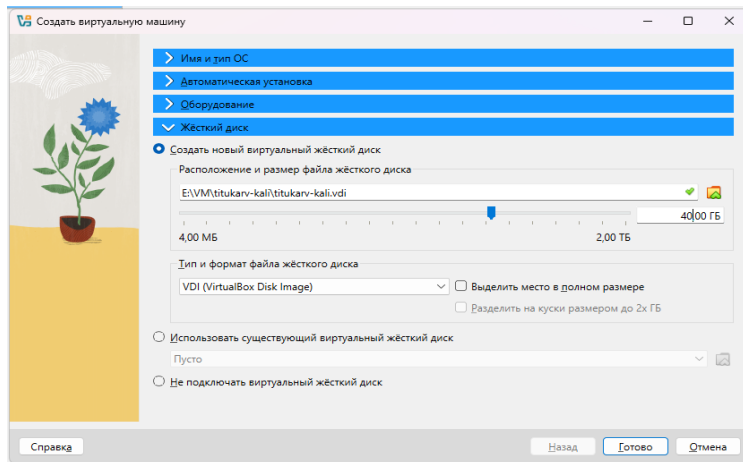 Создать виртуальную машину
Имя и тип ОС
Автоматическая установка
Оборудование
Жёсткий диск
Создать новый виртуальный жёсткий диск
Расположение и размер файла жёсткого диска
E:\VM\titukarv-kali\titukarv-kali.vdi
40,00 ГБ
4,00 МБ 2,00 ТБ
Тип и формат файла жёсткого диска
VDI (VirtualBox Disk Image) Выделить место в полном размере
Разделить на куски размером до 2х ГБ
Использовать существующий виртуальный жёсткий диск
Пусто
Не подключать виртуальный жёсткий диск
Справка Назад Готово Отмена